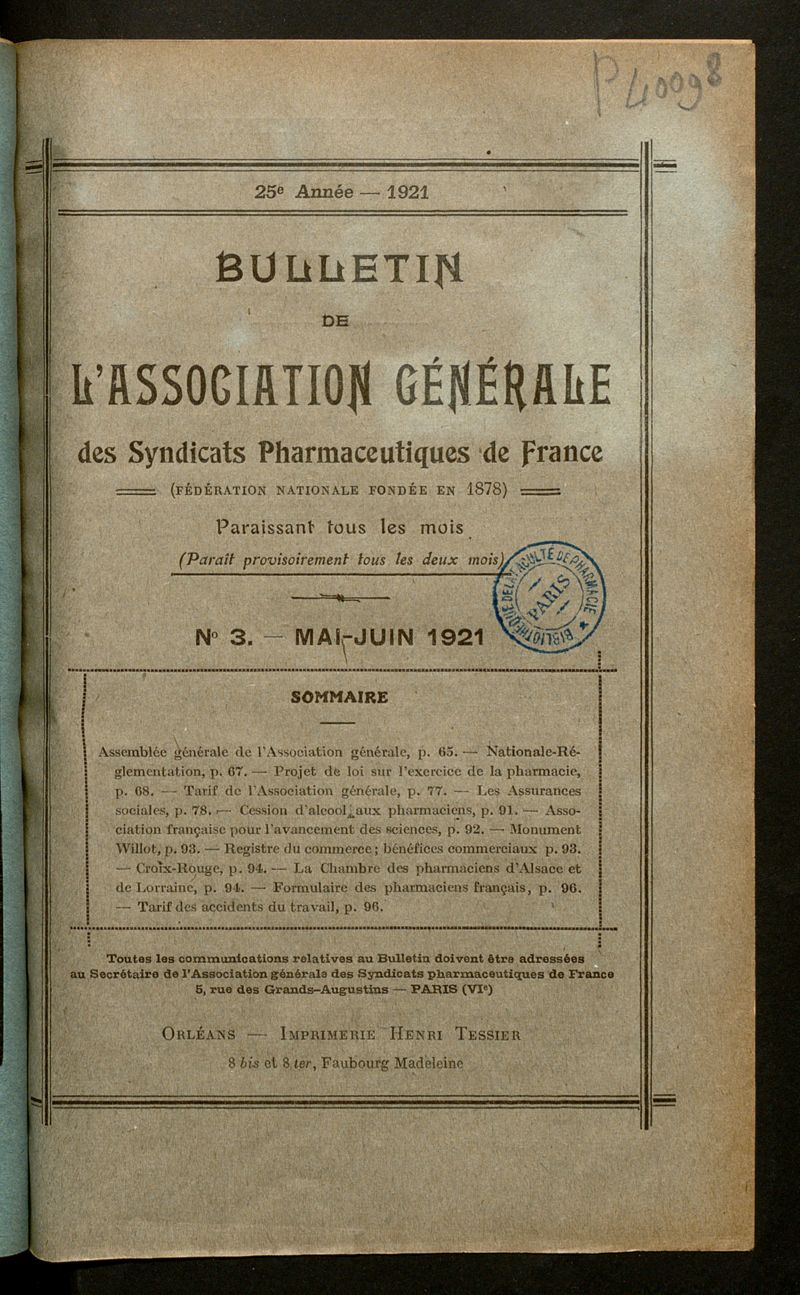 P 40098
25e Année — 1921
BULLETIN
DE
L'ASSOCIATION GÉNÉRALE
des Syndicats Pharmaceutiques de France
(FÉDÉRATION NATIONALE FONDÉE EN 1878)
Paraissant tous les mois
(Paraît provisoirement tous les deux mois)
No 3. — MAI-JUIN 1921
PARIS
SOMMAIRE
Assemblée générale de l'Association générale, p. 65. — Nationale-Ré-
glementation, p. 67. — Projet de loi sur l'exercice de la pharmacie,
p. 68. — Tarif de l'Association générale, p. 77. — Les Assurances
sociales, p. 78. — Cession d'alcool aux pharmaciens, p. 91. — Asso-
ciation française pour l'avancement des sciences, p. 92. — Monument
Willot, p. 93. — Registre du commerce ; bénéfices commerciaux p. 93.
— Croix-Rouge, p. 94. — La Chambre des pharmaciens d'Alsace et
de Lorraine, p. 94. — Formulaire des pharmaciens français, p. 96.
— Tarif des accidents du travail, p. 96.
Toutes les communications relatives au Bulletin doivent être adressées
au Secrétaire de l'Association générale des Syndicats pharmaceutiques de France
5, rue des Grands-Augustins — PARIS (VIe)
ORLÉANS — IMPRIMERIE HENRI TESSIER
8 bis et 8 ter, Faubourg Madeleine